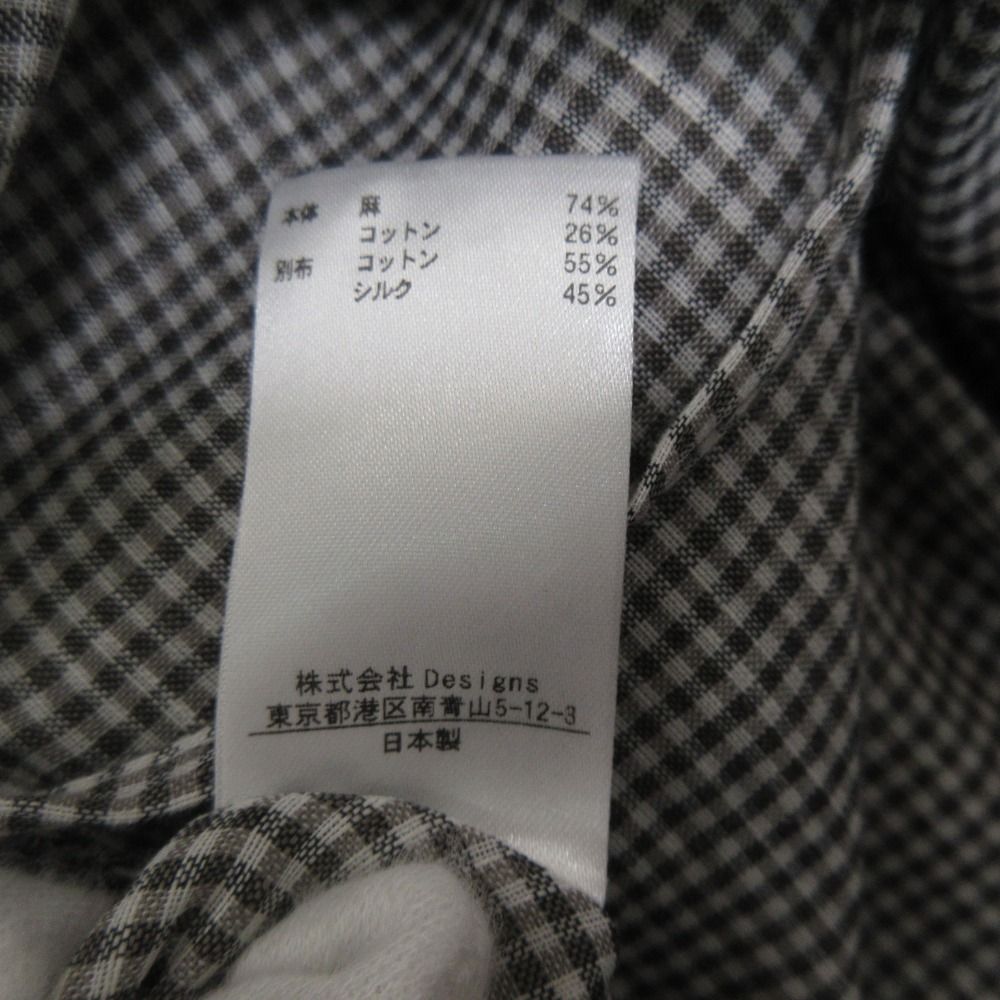 本体 麻 74%
コットン 26%
別布 コットン 55%
シルク 45%
株式会社 Designs
東京都港区南青山5-12-3
日本製